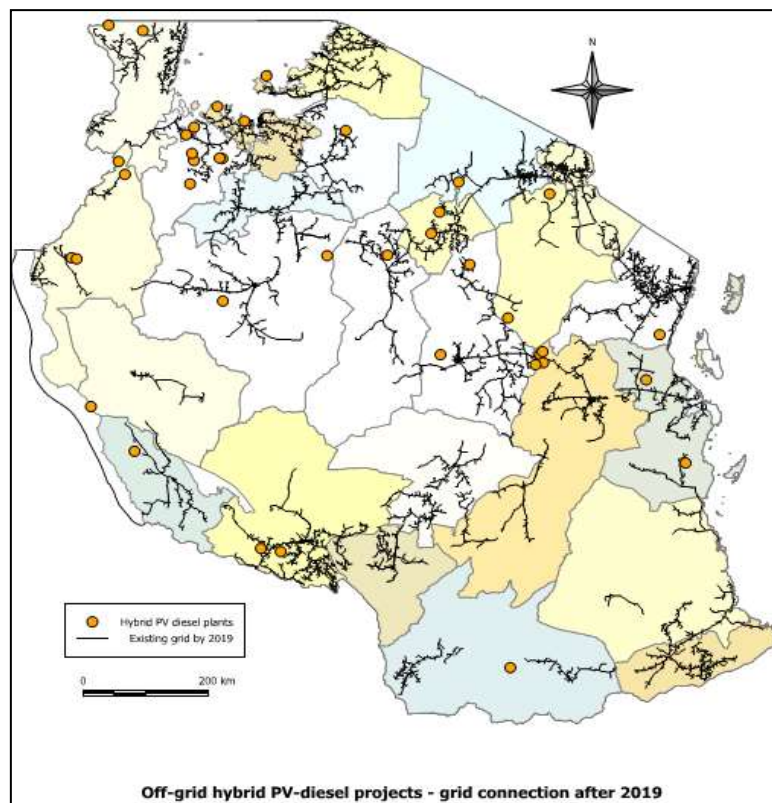 N
Hybrid PV diesel plants
Existing grid by 2019
0 200 km
Off-grid hybrid PV-diesel projects - grid connection after 2019